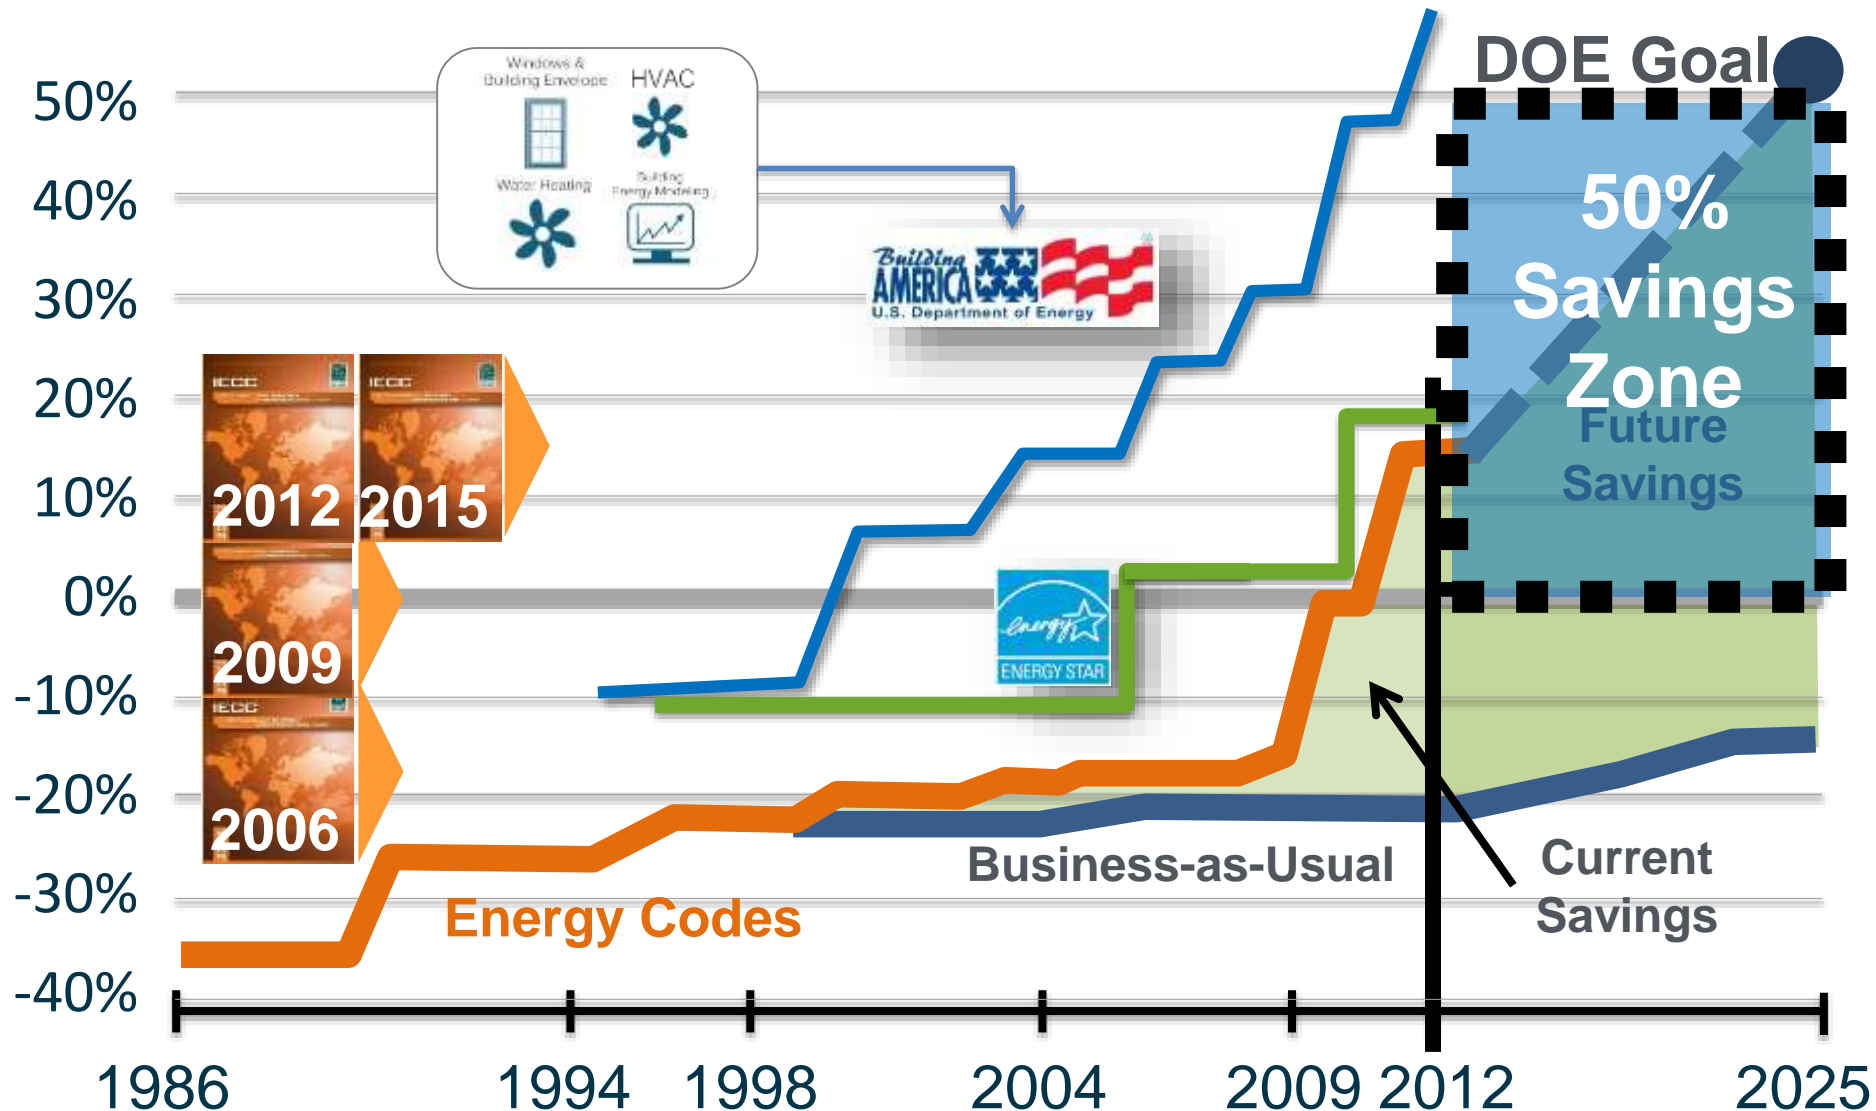 Windows &
Building Envelope
HVAC
Water Heating
Building
Energy Modeling
DOE Goal
50%
40%
30%
20%
10%
0%
-10%
-20%
-30%
-40%
Building
AMERICA
U.S. Department of Energy
®
50%
Savings
Zone
Future
Savings
IECC
IECC
2012
2015
2009
IECC
2006
energy
ENERGY STAR
Business-as-Usual
Energy Codes
Current
Savings
1986
1994
1998
2004
2009
2012
2025